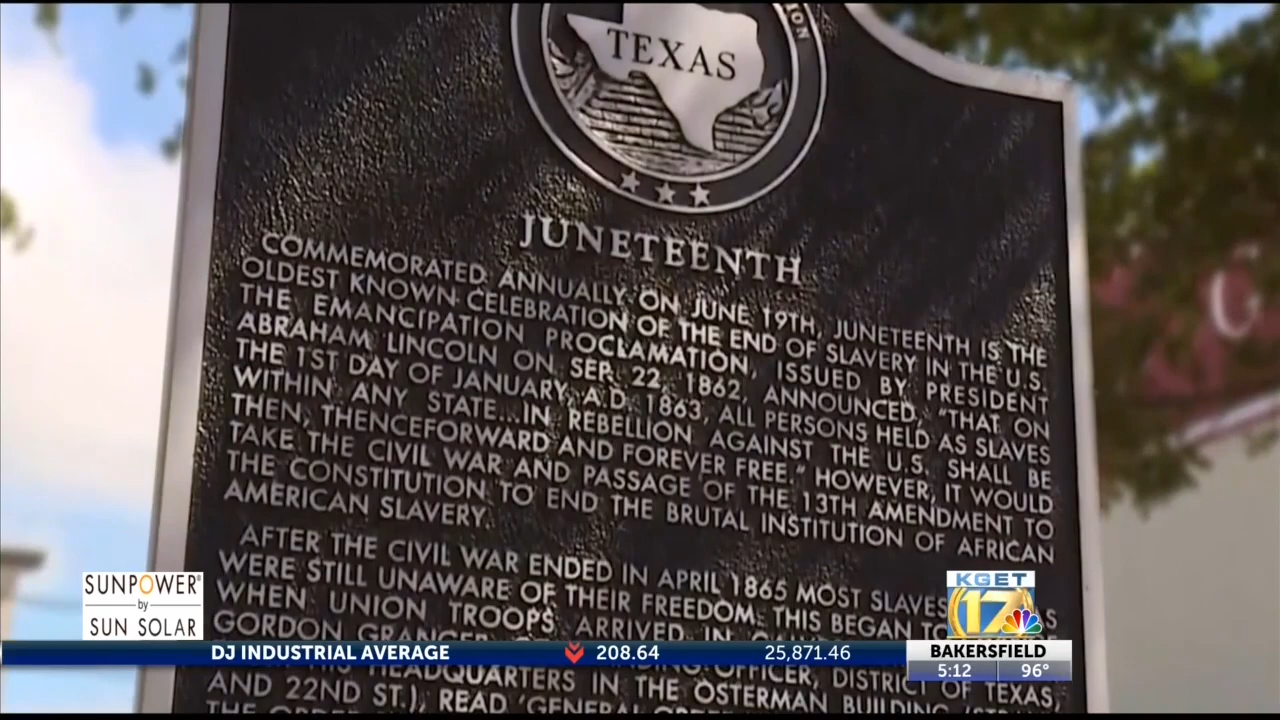 TEXAS
JUNETEENTH
COMMEMORATED ANNUALLY ON JUNE 19TH, JUNETEENTH IS THE
OLDEST KNOWN CELEBRATION OF THE END OF SLAVERY IN THE U.S.
THE EMANCIPATION PROCLAMATION, ISSUED BY PRESIDENT
ABRAHAM LINCOLN ON SEP. 22, 1862, ANNOUNCED, "THAT ON
THE 1ST DAY OF JANUARY, A.D. 1863, ALL PERSONS HELD AS SLAVES
WITHIN ANY STATE...IN REBELLION AGAINST THE U.S. SHALL BE
THEN, THENCEFORWARD AND FOREVER FREE." HOWEVER, IT WOULD
TAKE THE CIVIL WAR AND PASSAGE OF THE 13TH AMENDMENT TO
THE CONSTITUTION TO END THE BRUTAL INSTITUTION OF AFRICAN
AMERICAN SLAVERY.
AFTER THE CIVIL WAR ENDED IN APRIL 1865 MOST SLAVES
WERE STILL UNAWARE OF THEIR FREEDOM. THIS BEGAN TO
WHEN UNION TROOPS ARRIVED IN
GORDON GRANGER
OFFICER, DISTRICT OF TEXAS,
HEADQUARTERS IN THE OSTERMAN BUILDING
AND 22ND ST.), READ 'GENERAL
SUNPOWER®
by
SUN SOLAR
KGET
17
DJ INDUSTRIAL AVERAGE 208.64 25,871.46
BAKERSFIELD
5:12 96°